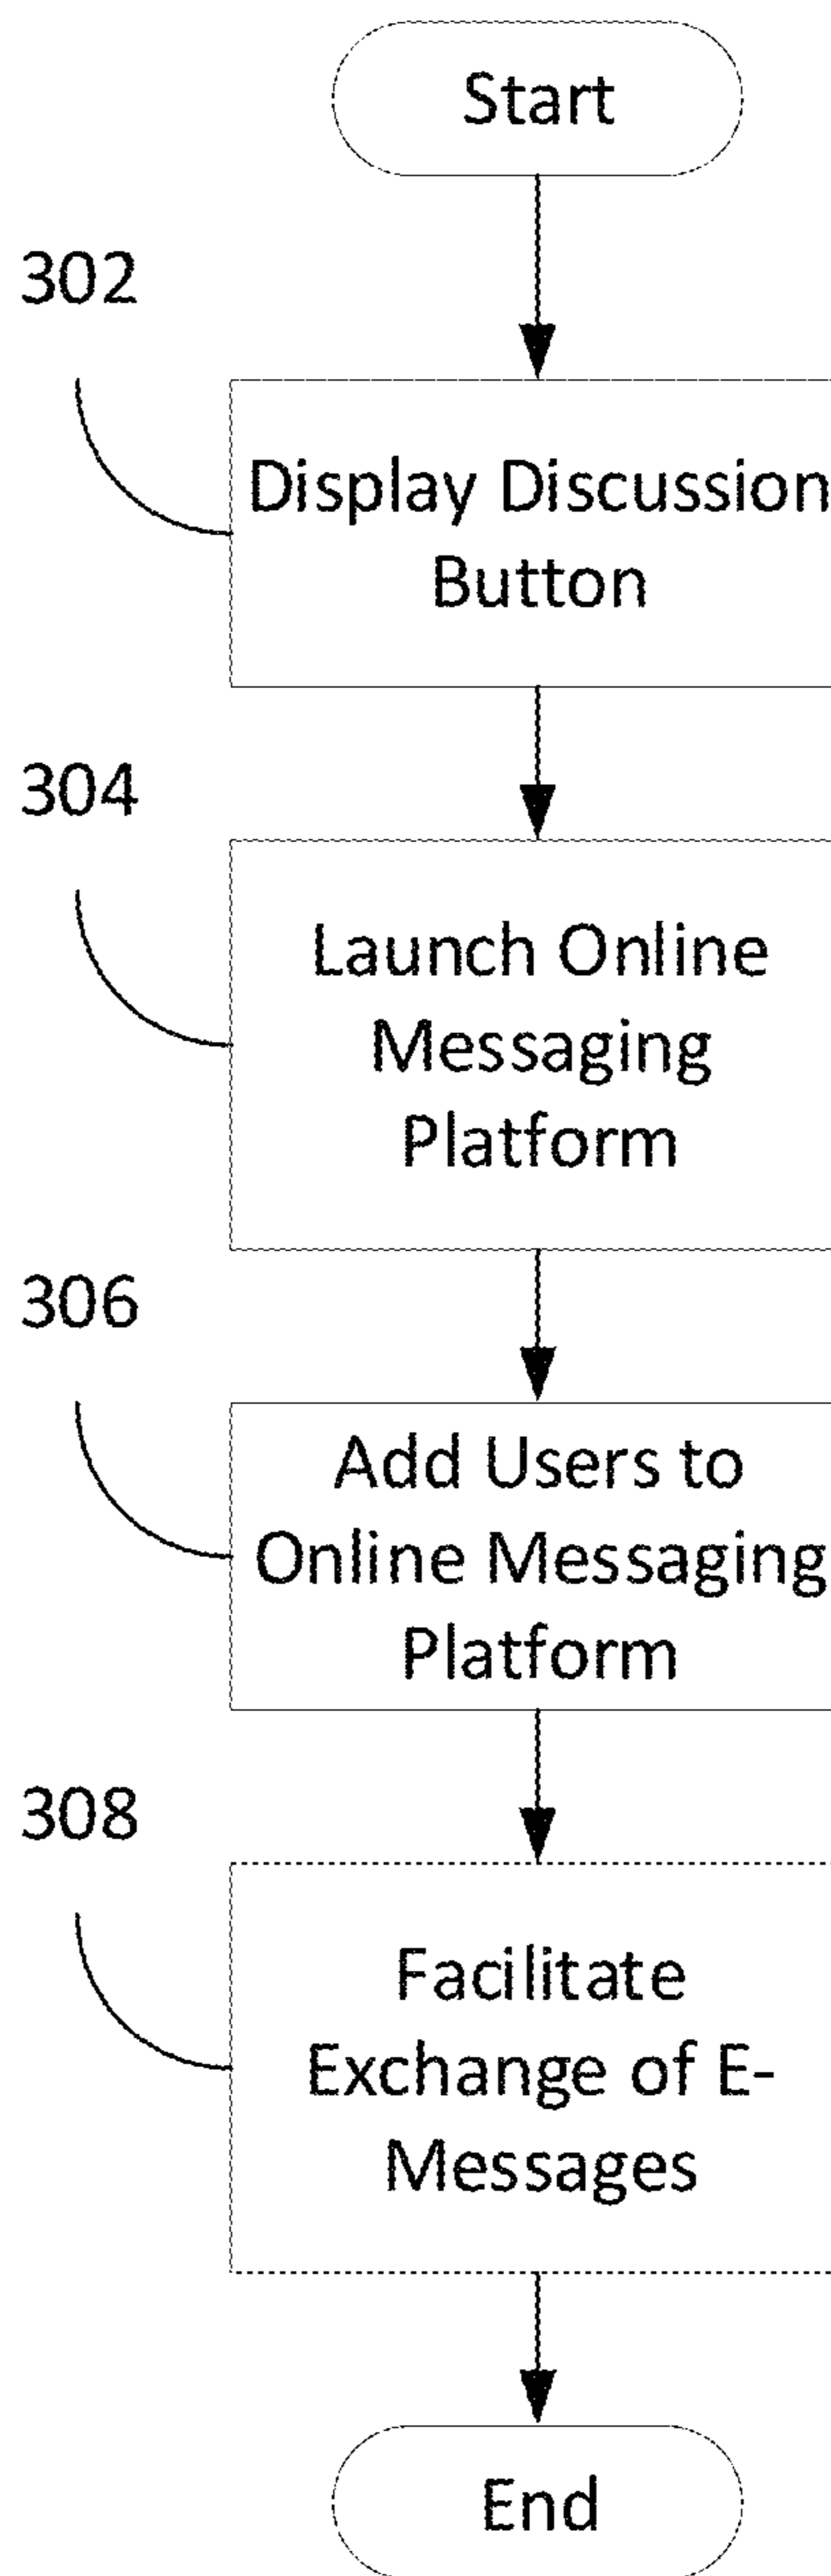 Start
302
Display Discussion
Button
304
Launch Online
Messaging
Platform
306
Add Users to
Online Messaging
Platform
308
Facilitate
Exchange of E-
Messages
End